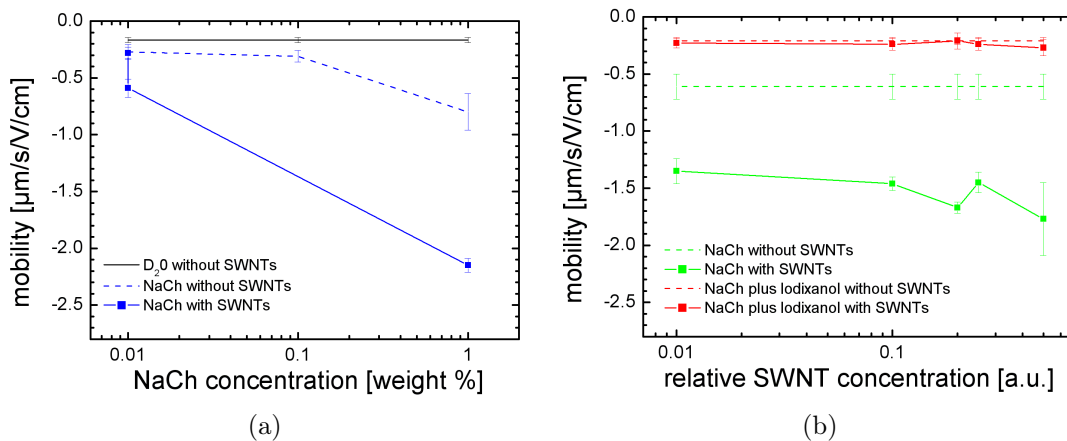 0.0
-0.5
-1.0
-1.5
-2.0
-2.5
mobility [µm/s/V/cm]
D20 without SWNTs
NaCh without SWNTs
NaCh with SWNTs
0.01
0.1
1
NaCh concentration [weight %]
(a)
0.0
-0.5
-1.0
-1.5
-2.0
-2.5
mobility [µm/s/V/cm]
NaCh without SWNTs
NaCh with SWNTs
NaCh plus Iodixanol without SWNTs
NaCh plus Iodixanol with SWNTs
0.01
0.1
relative SWNT concentration [a.u.]
(b)